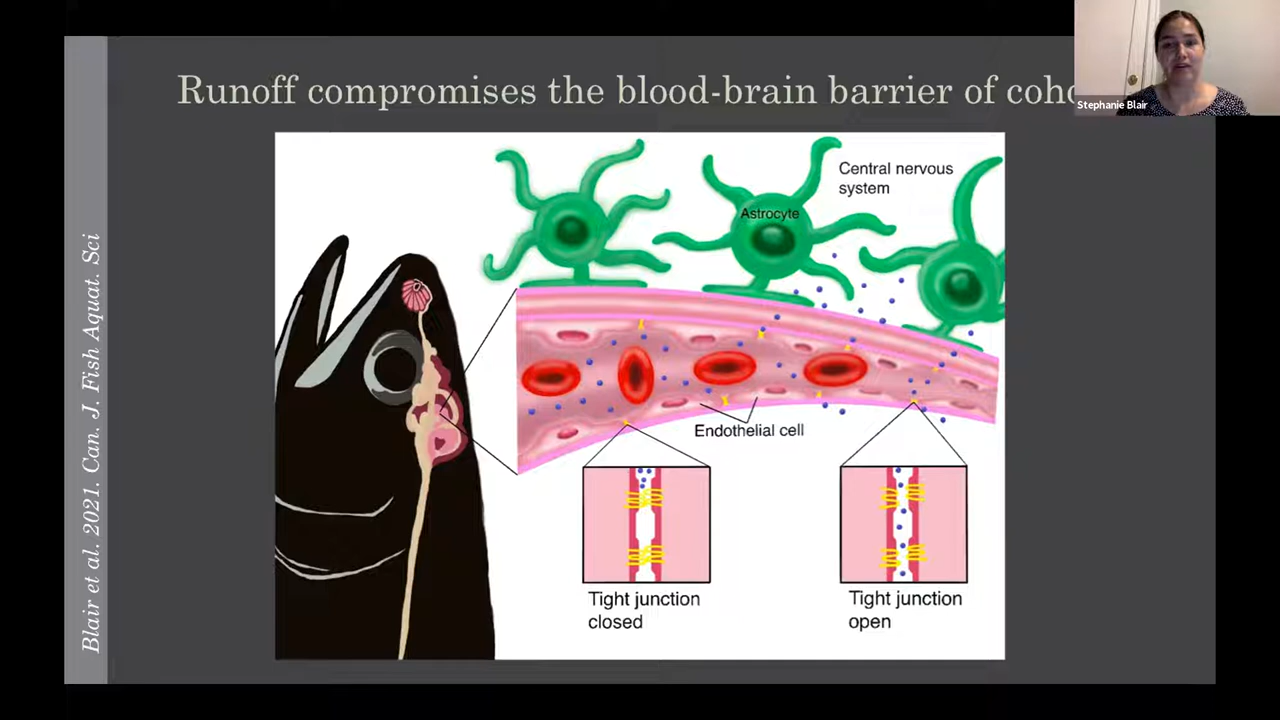 Runoff compromises the blood-brain barrier of coho
Stephanie Blair
Blair et al. 2021. Can. J. Fish Aquat. Sci
Central nervous
system
Astrocyte
Endothelial cell
Tight junction
closed
Tight junction
open